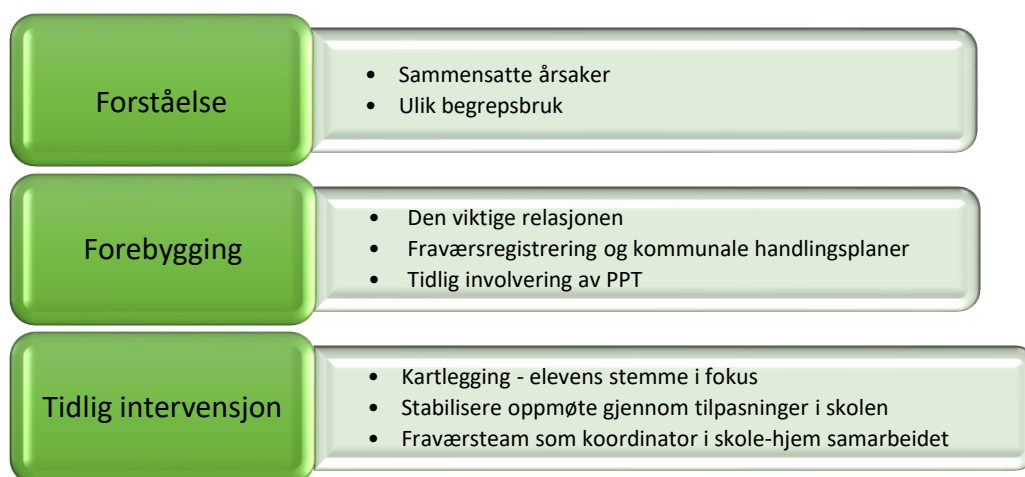 Forståelse
• Sammensatte årsaker
• Ulik begrepsbruk
Forebygging
• Den viktige relasjonen
• Fraværsregistrering og kommunale handlingsplaner
• Tidlig involvering av PPT
Tidlig intervensjon
• Kartlegging - elevens stemme i fokus
• Stabilisere oppmøte gjennom tilpasninger i skolen
• Fraværsteam som koordinator i skole-hjem samarbeidet